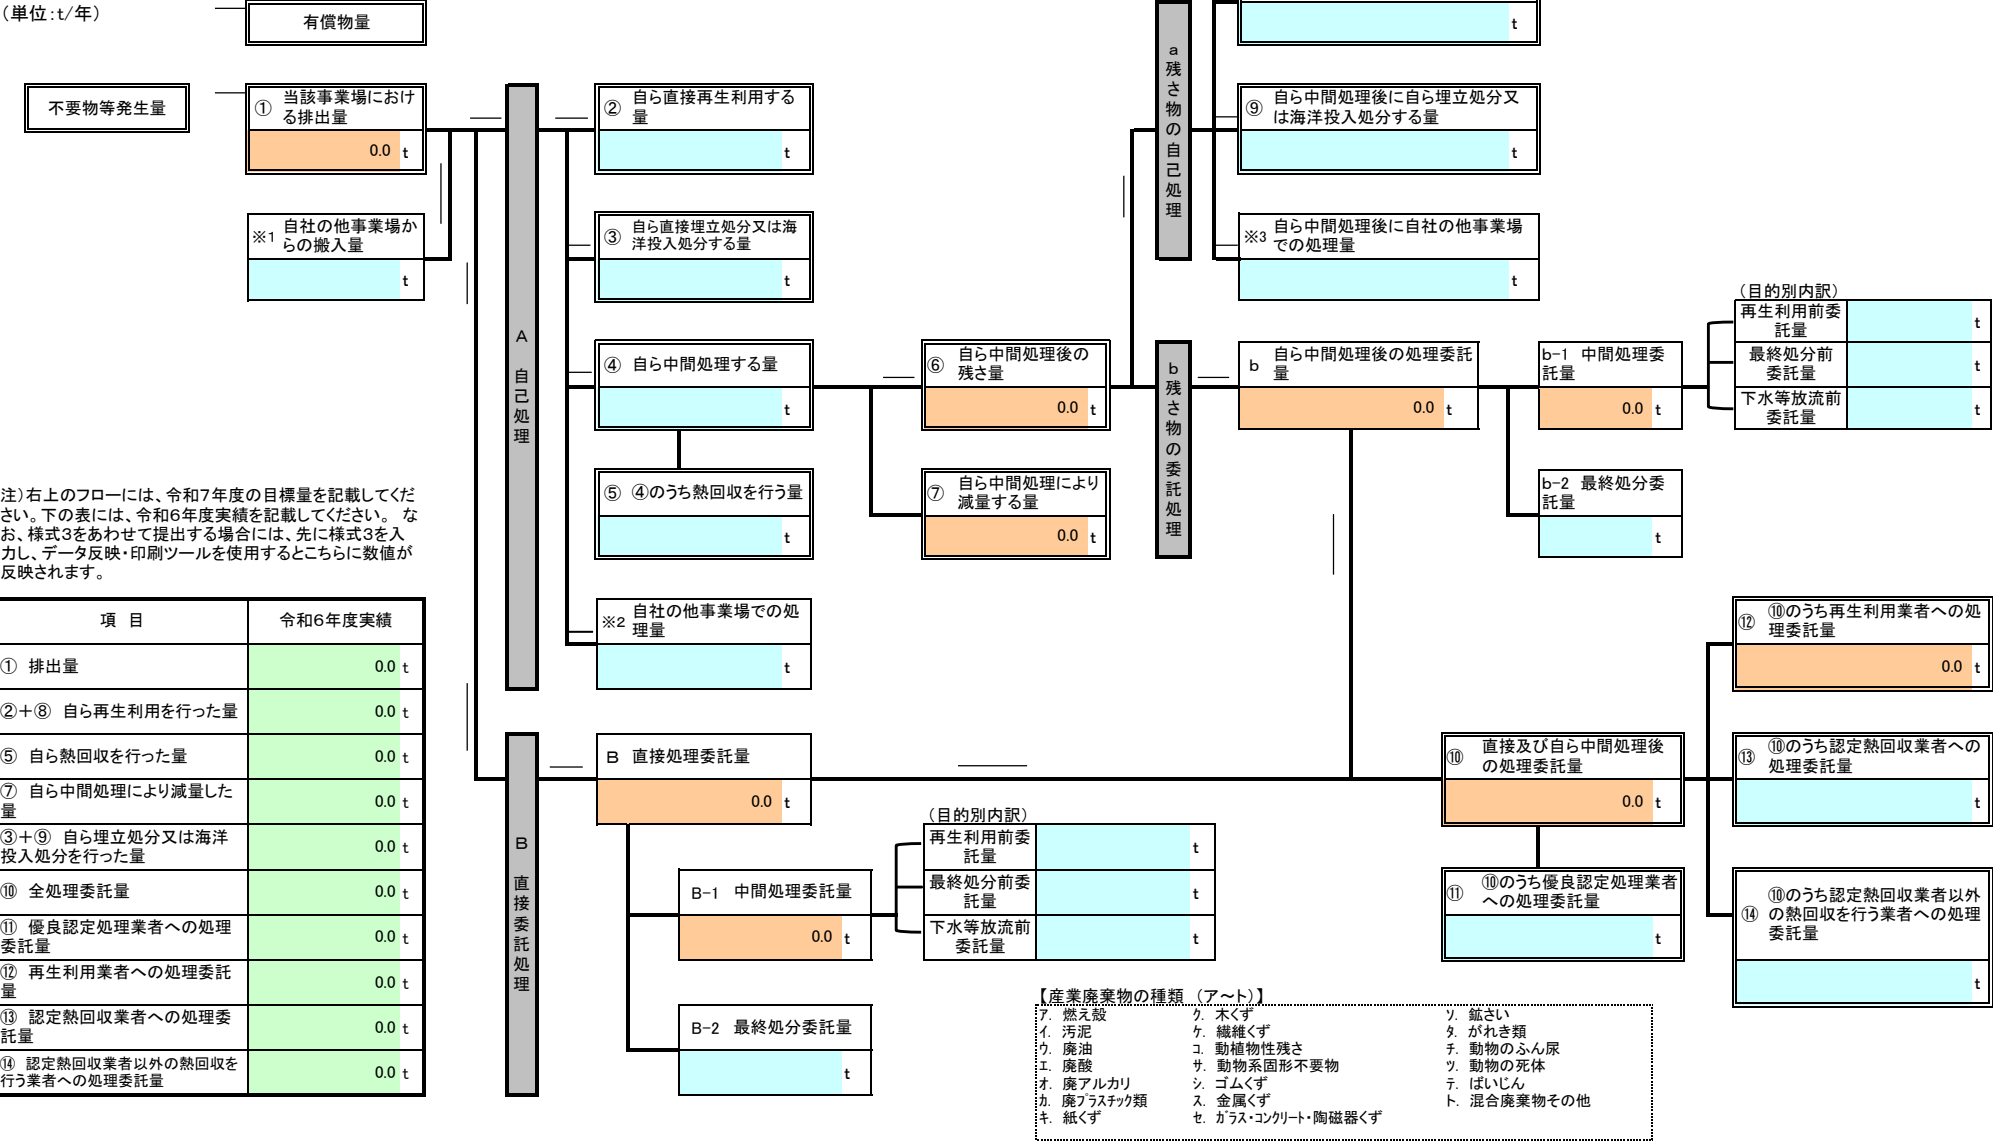 （単位：t/年）
有償物量
t
不要物等発生量
① 当該事業場におけ
る排出量
0.0 t
※1 自社の他事業場か
らの搬入量
t
A 自己処理
② 自ら直接再生利用する
量
t
③ 自ら直接埋立処分又は海
洋投入処分する量
t
④ 自ら中間処理する量
t
⑤ ④のうち熱回収を行う量
t
※2 自社の他事業場での処
理量
t
⑥ 自ら中間処理後の
残さ量
0.0 t
⑦ 自ら中間処理により
減量する量
0.0 t
a残さ物の自己処理
⑨ 自ら中間処理後に自ら埋立処分又
は海洋投入処分する量
t
※3 自ら中間処理後に自社の他事業場
での処理量
t
b残さ物の委託処理
b 自ら中間処理後の処理委託
量
0.0 t
b-1 中間処理委
託量
0.0 t
b-2 最終処分委
託量
t
（目的別内訳）
再生利用前委
託量
t
最終処分前
委託量
t
下水等放流前
委託量
t
注）右上のフローには、令和７年度の目標量を記載してくだ
さい。下の表には、令和６年度実績を記載してください。 な
お、様式３をあわせて提出する場合には、先に様式３を入
力し、データ反映・印刷ツールを使用するとこちらに数値が
反映されます。
項 目 令和６年度実績
① 排出量 0.0 t
②＋⑧ 自ら再生利用を行った量 0.0 t
⑤ 自ら熱回収を行った量 0.0 t
⑦ 自ら中間処理により減量した
量 0.0 t
③＋⑨ 自ら埋立処分又は海洋
投入処分を行った量 0.0 t
⑩ 全処理委託量 0.0 t
⑪ 優良認定処理業者への処理
委託量 0.0 t
⑫ 再生利用業者への処理委託
量 0.0 t
⑬ 認定熱回収業者への処理委
託量 0.0 t
⑭ 認定熱回収業者以外の熱回収を
行う業者への処理委託量 0.0 t
B 直接委託処理
B 直接処理委託量
0.0 t
B-1 中間処理委託量
0.0 t
B-2 最終処分委託量
t
（目的別内訳）
再生利用前委
託量
t
最終処分前委
託量
t
下水等放流前
委託量
t
⑩ 直接及び自ら中間処理後
の処理委託量
0.0 t
⑪ ⑩のうち優良認定処理業者
への処理委託量
t
⑫ ⑩のうち再生利用業者への処
理委託量
0.0 t
⑬ ⑩のうち認定熱回収業者への
処理委託量
t
⑭ ⑩のうち認定熱回収業者以外
の熱回収を行う業者への処理
委託量
t
【産業廃棄物の種類 （ア～ト）】
ｱ. 燃え殻 ｸ. 木くず ｿ. 鉱さい
ｲ. 汚泥 ｹ. 繊維くず ﾀ. がれき類
ｳ. 廃油 ｺ. 動植物性残さ ﾁ. 動物のふん尿
ｴ. 廃酸 ｻ. 動物系固形不要物 ﾂ. 動物の死体
ｵ. 廃アルカリ ｼ. ゴムくず ﾃ. ばいじん
ｶ. 廃ﾌﾟﾗｽﾁｯｸ類 ｽ. 金属くず ﾄ. 混合廃棄物その他
ｷ. 紙くず ｾ. ｶﾞﾗｽ・ｺﾝｸﾘｰﾄ・陶磁器くず